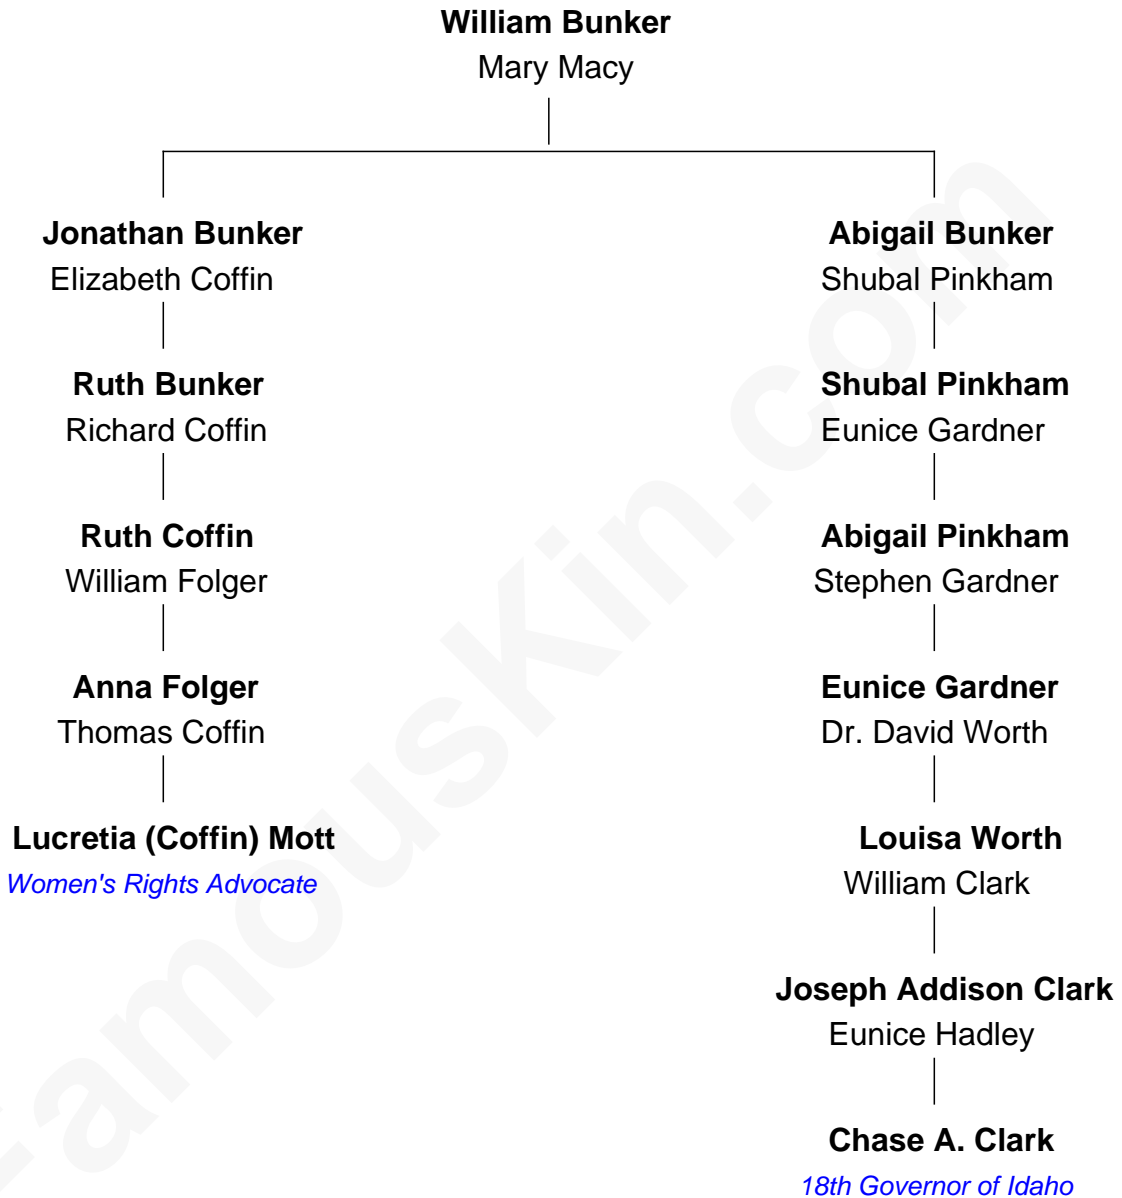 William Bunker
Mary Macy
Jonathan Bunker
Elizabeth Coffin
Ruth Bunker
Richard Coffin
Ruth Coffin
William Folger
Anna Folger
Thomas Coffin
Lucretia (Coffin) Mott
Women's Rights Advocate
Abigail Bunker
Shubal Pinkham
Shubal Pinkham
Eunice Gardner
Abigail Pinkham
Stephen Gardner
Eunice Gardner
Dr. David Worth
Louisa Worth
William Clark
Joseph Addison Clark
Eunice Hadley
Chase A. Clark
18th Governor of Idaho
FamousKin.com